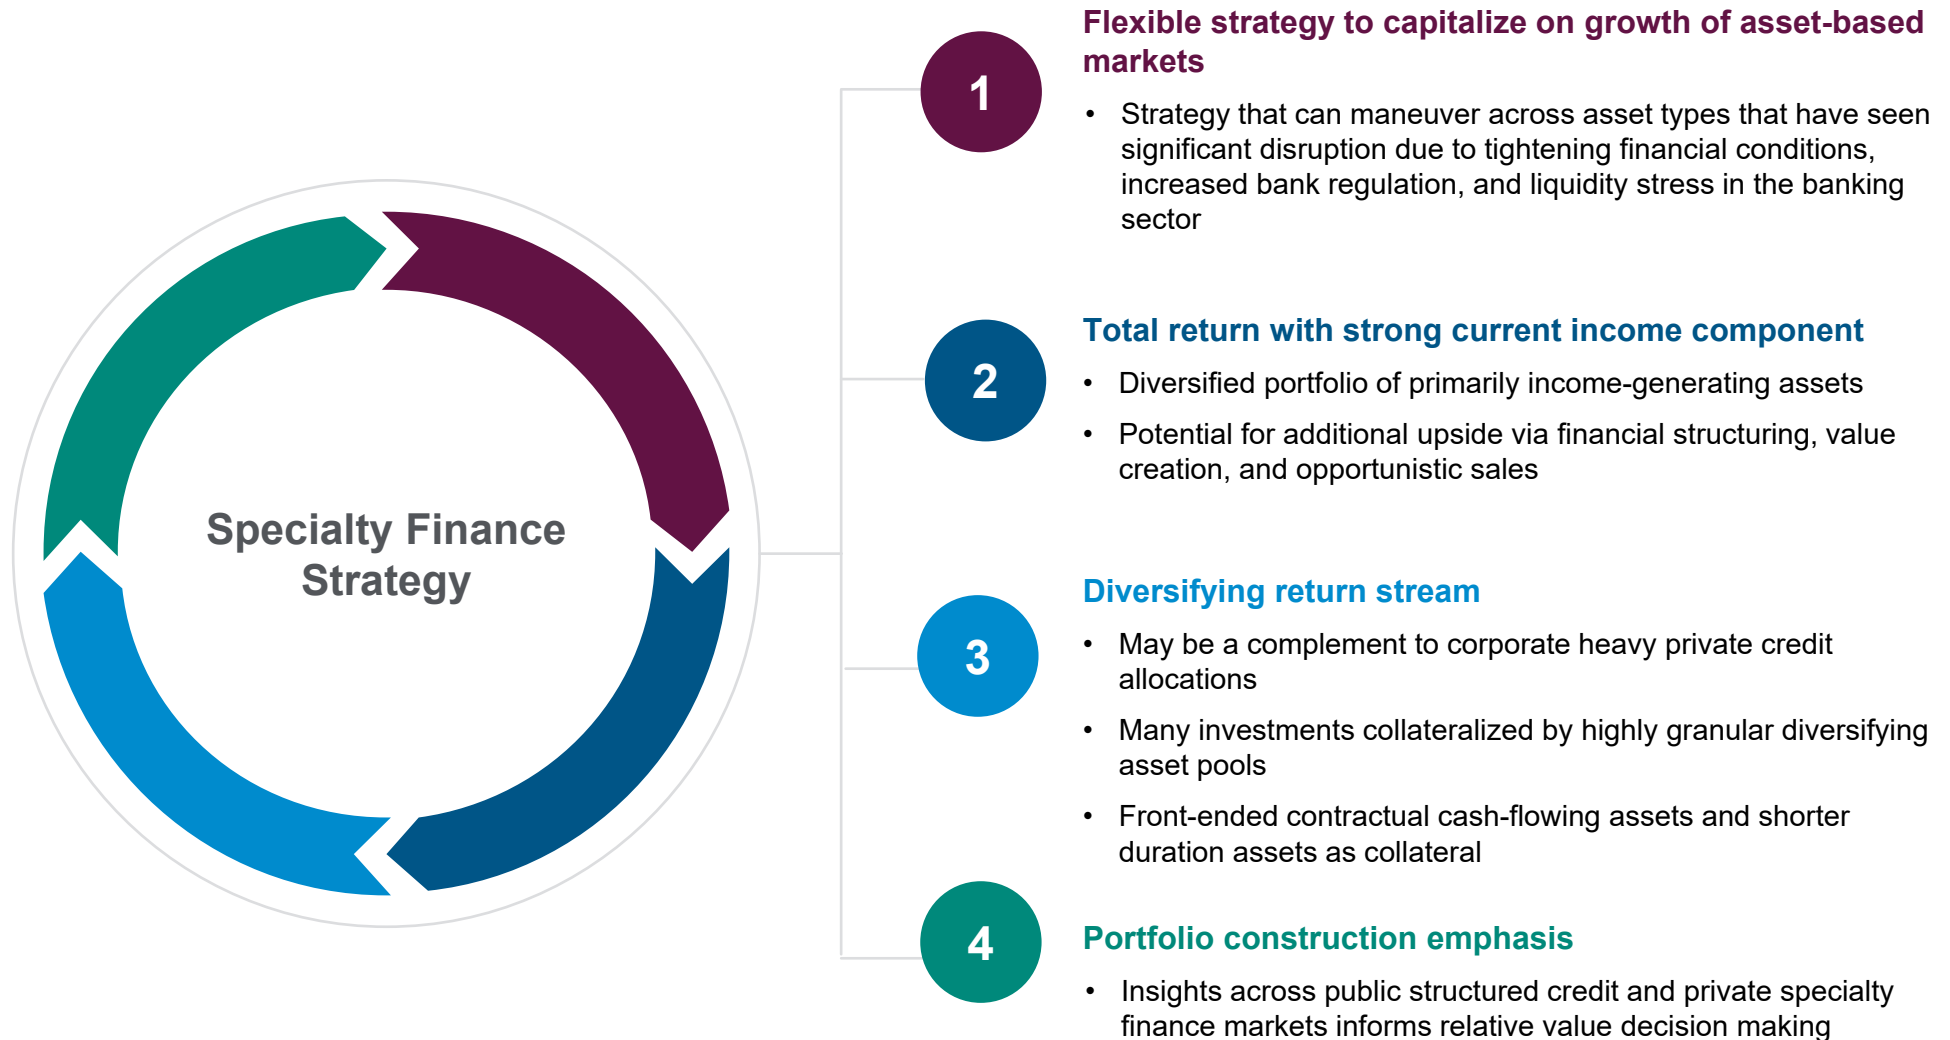 Specialty Finance
Strategy
1
Flexible strategy to capitalize on growth of asset-based
markets
• Strategy that can maneuver across asset types that have seen
significant disruption due to tightening financial conditions,
increased bank regulation, and liquidity stress in the banking
sector
2
Total return with strong current income component
• Diversified portfolio of primarily income-generating assets
• Potential for additional upside via financial structuring, value
creation, and opportunistic sales
3
Diversifying return stream
• May be a complement to corporate heavy private credit
allocations
• Many investments collateralized by highly granular diversifying
asset pools
• Front-ended contractual cash-flowing assets and shorter
duration assets as collateral
4
Portfolio construction emphasis
• Insights across public structured credit and private specialty
finance markets informs relative value decision making